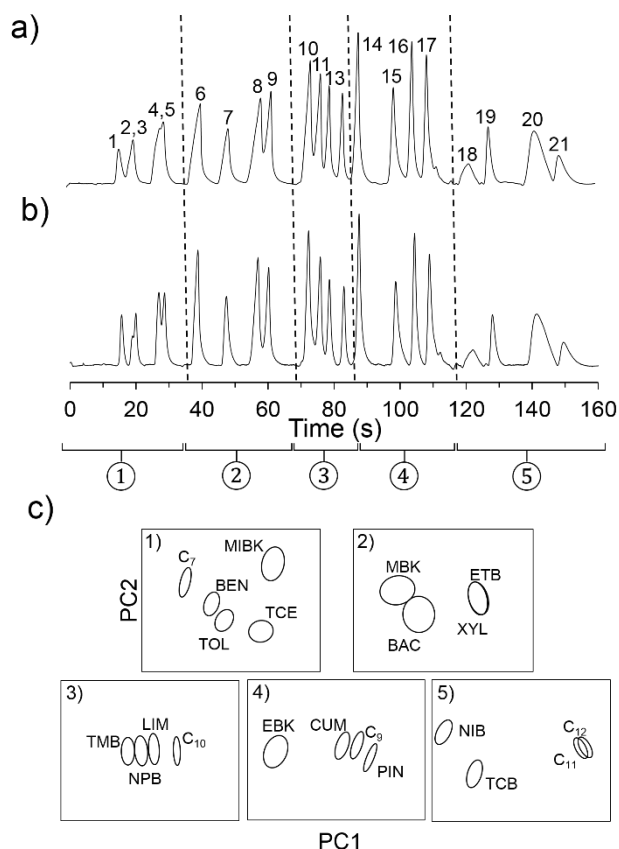 a)
1 2,3 4,5 6 7 8 9 10 11 13 14 15 16 17 18 19 20 21
b)
0 20 40 60 80 100 120 140 160
Time (s)
1 2 3 4 5
c)
PC2
1)
C₇ MIBK
BEN
TOL TCE
2)
MBK ETB
BAC XYL
3)
TMB LIM C₁₀
NPB
4)
EBK CUM C₉
PIN
5)
NIB C₁₂
TCB C₁₁
PC1